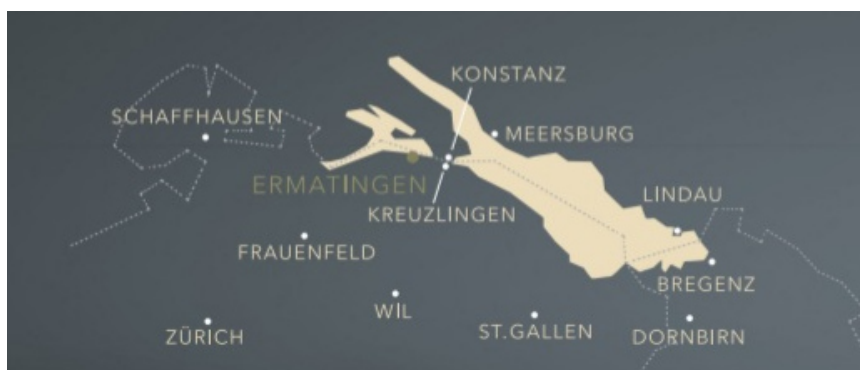 KONSTANZ
SCHAFFHAUSEN
MEERSBURG
ERMATINGEN
LINDAU
KREUZLINGEN
FRAUENFELD
BREGENZ
WIL
ST.GALLEN
ZÜRICH
DORNBIRN